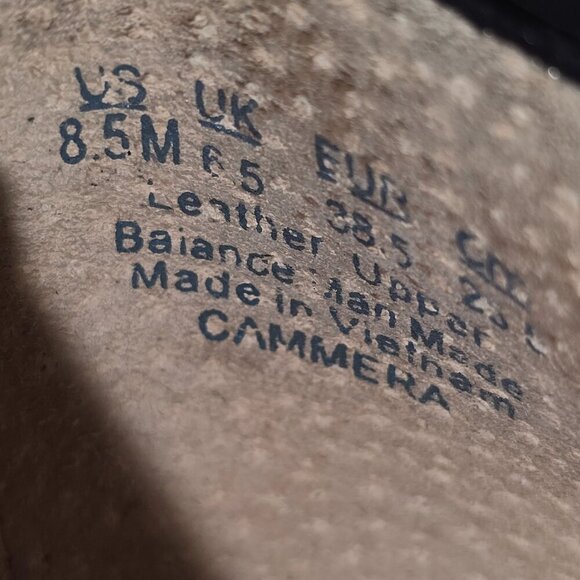 US UK EUR
8.5M 6.5 38.5
Leather Upper
Balance Man Made
Made in Vietnam
CAMMERA